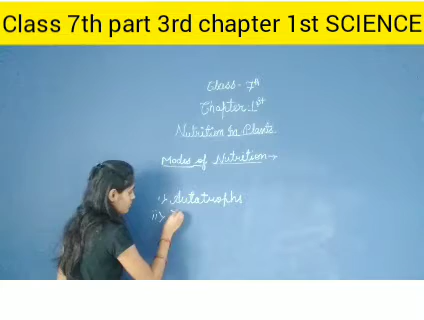 Class 7th part 3rd chapter 1st SCIENCE
Class - 7th
Chapter - 1st
Nutrition In Plants
Modes of Nutrition →
i) Autotrophs
ii)